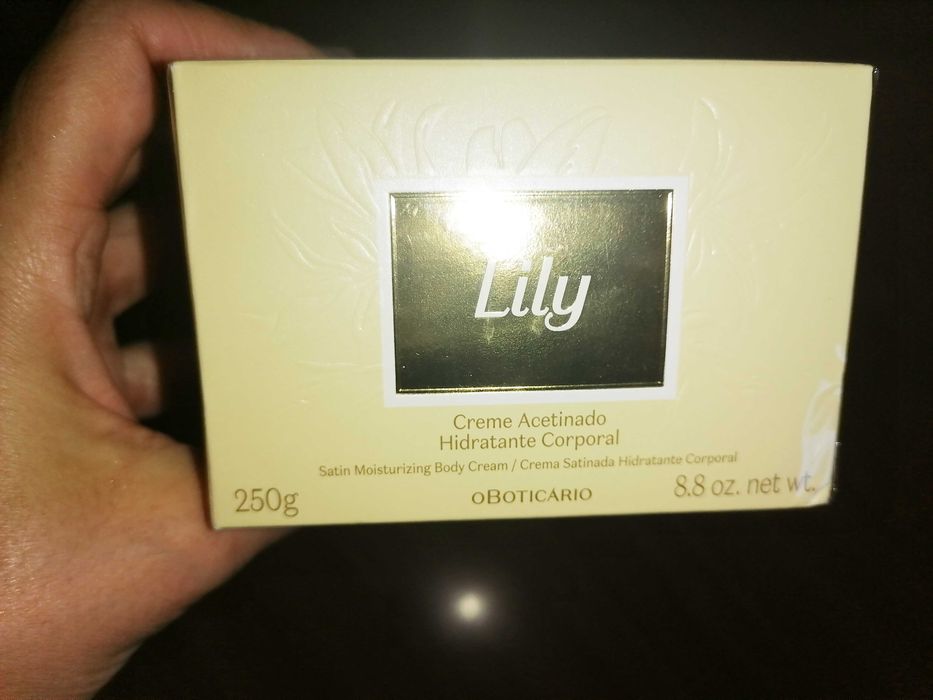 Lily
Creme Acetinado
Hidratante Corporal
Satin Moisturizing Body Cream / Crema Satinada Hidratante Corporal
250g
oBOTICÁRIO
8.8 oz. net wt.